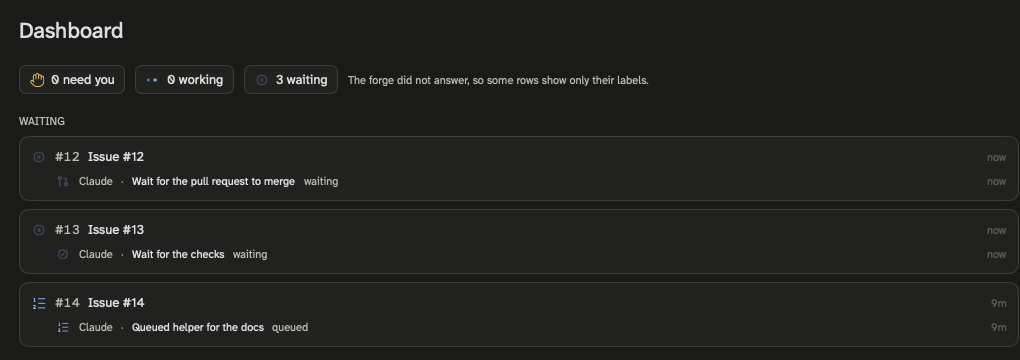 Dashboard
0 need you
0 working
3 waiting
The forge did not answer, so some rows show only their labels.
WAITING
#12 Issue #12 now
Claude · Wait for the pull request to merge waiting now
#13 Issue #13 now
Claude · Wait for the checks waiting now
#14 Issue #14 9m
Claude · Queued helper for the docs queued 9m